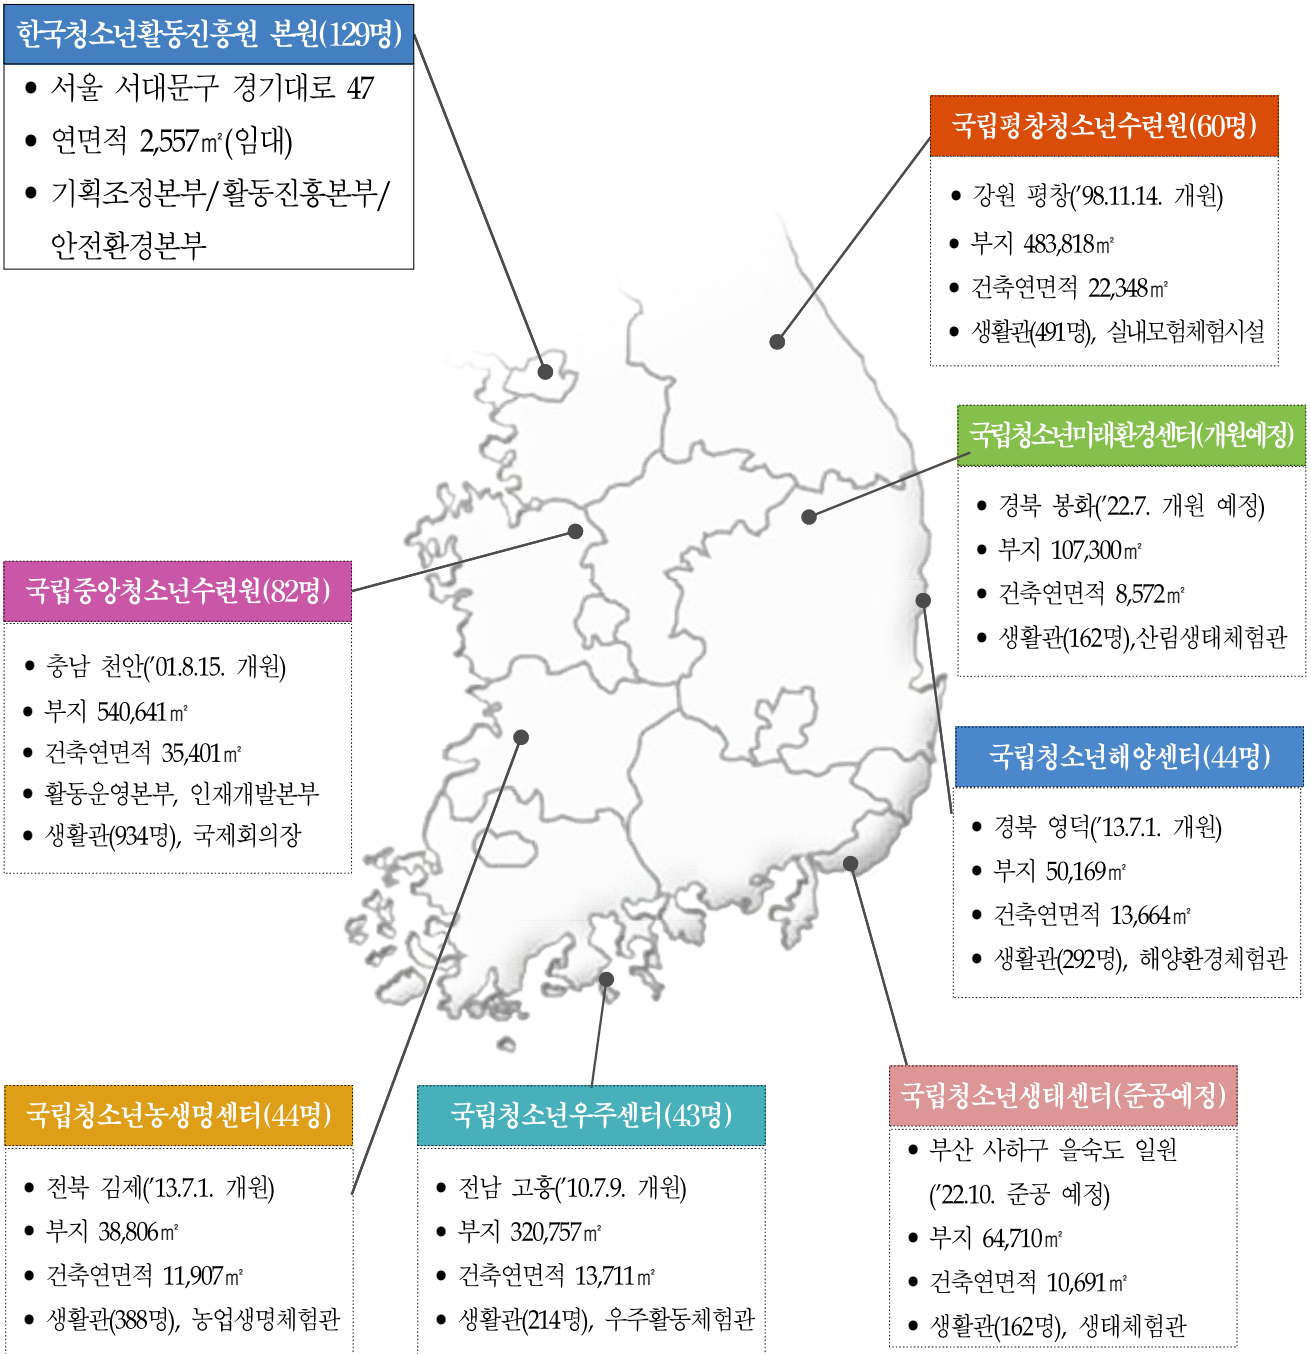 한국청소년활동진흥원 본원(129명)
• 서울 서대문구 경기대로 47
• 연면적 2,557㎡(임대)
• 기획조정본부/활동진흥본부/
안전환경본부
국립평창청소년수련원(60명)
• 강원 평창('98.11.14. 개원)
• 부지 483,818㎡
• 건축연면적 22,348㎡
• 생활관(491명), 실내모험체험시설
국립청소년미래환경센터(개원예정)
• 경북 봉화('22.7. 개원 예정)
• 부지 107,300㎡
• 건축연면적 8,572㎡
• 생활관(162명),산림생태체험관
국립중앙청소년수련원(82명)
• 충남 천안('01.8.15. 개원)
• 부지 540,641㎡
• 건축연면적 35,401㎡
• 활동운영본부, 인재개발본부
• 생활관(934명), 국제회의장
국립청소년해양센터(44명)
• 경북 영덕('13.7.1. 개원)
• 부지 50,169㎡
• 건축연면적 13,664㎡
• 생활관(292명), 해양환경체험관
국립청소년농생명센터(44명)
• 전북 김제('13.7.1. 개원)
• 부지 38,806㎡
• 건축연면적 11,907㎡
• 생활관(388명), 농업생명체험관
국립청소년우주센터(43명)
• 전남 고흥('10.7.9. 개원)
• 부지 320,757㎡
• 건축연면적 13,711㎡
• 생활관(214명), 우주활동체험관
국립청소년생태센터(준공예정)
• 부산 사하구 을숙도 일원
('22.10. 준공 예정)
• 부지 64,710㎡
• 건축연면적 10,691㎡
• 생활관(162명), 생태체험관